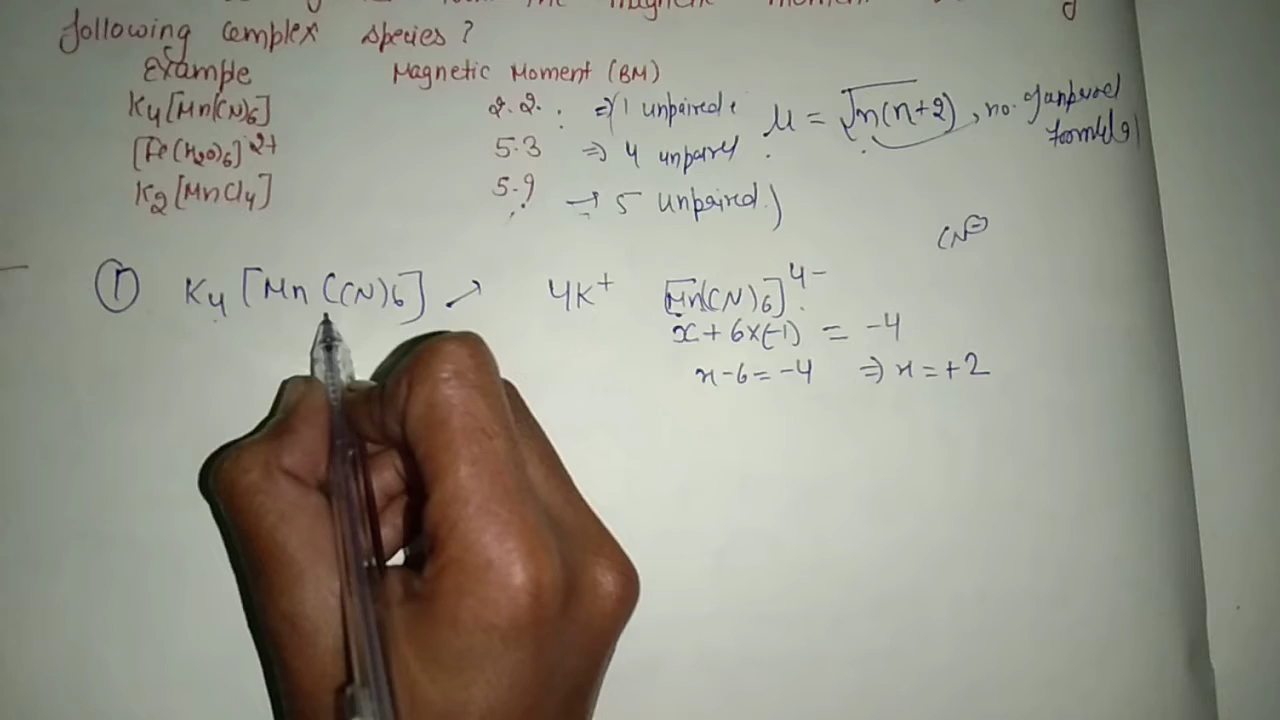 following complex species?
Example Magnetic Moment (BM)
K4[Mn(CN)6] 2.2. ⇒ 1 unpaired e μ = √n(n+2), no. of unpaired
[Fe(H2O)6]2+ 5.3 ⇒ 4 unpaired
K2[MnCl4] 5.9 → 5 unpaired)
CN⊖
① K4[Mn(CN)6] → 4K+ [Mn(CN)6]4−
x + 6×(−1) = −4
x−6 = −4 ⇒ x = +2